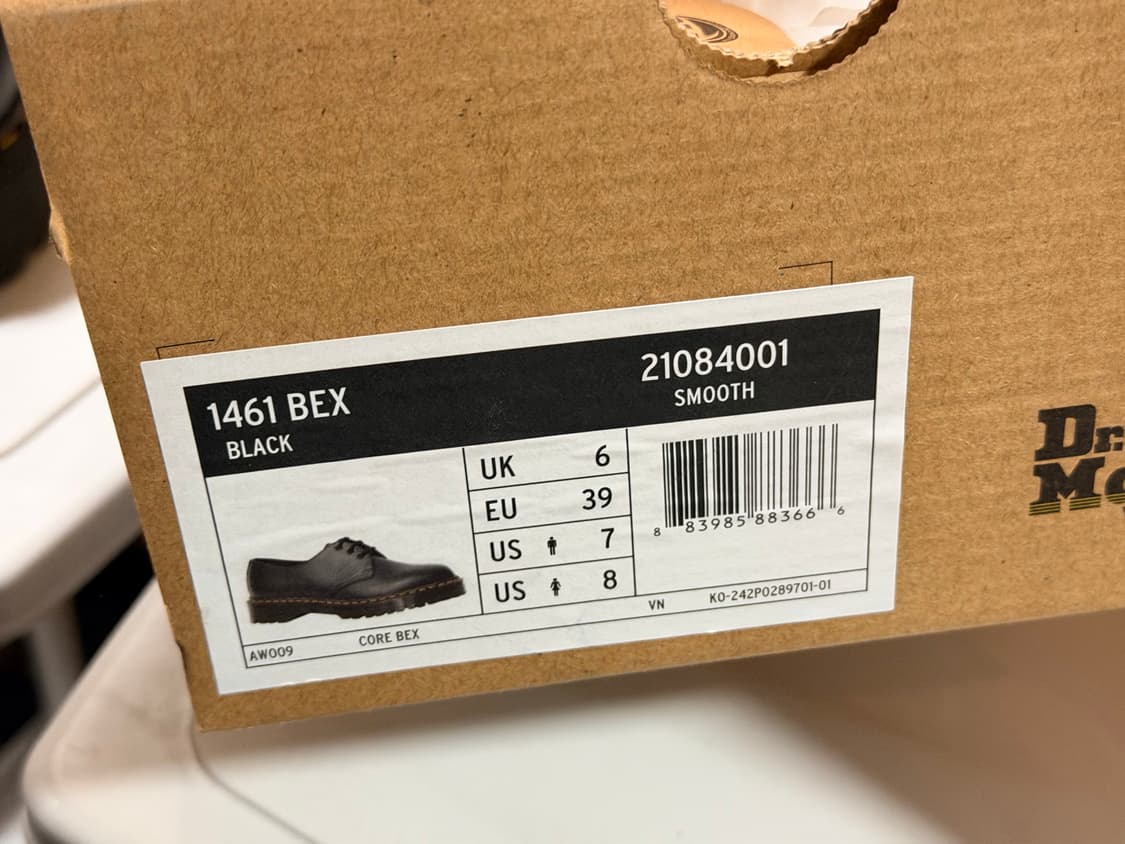 1461 BEX
BLACK
21084001
SMOOTH
UK 6
EU 39
US 7
US 8
8 83985 88366 6
VN KO-242P0289701-01
AW009 CORE BEX
Dr.